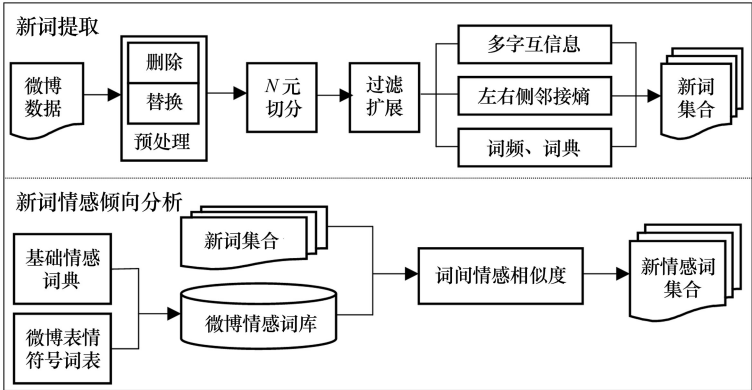 新词提取
微博
数据
删除
替换
预处理
N元
切分
过滤
扩展
多字互信息
左右侧邻接熵
词频、词典
新词
集合
新词情感倾向分析
基础情感
词典
微博表情
符号词表
新词集合
微博情感词库
词间情感相似度
新情感词
集合